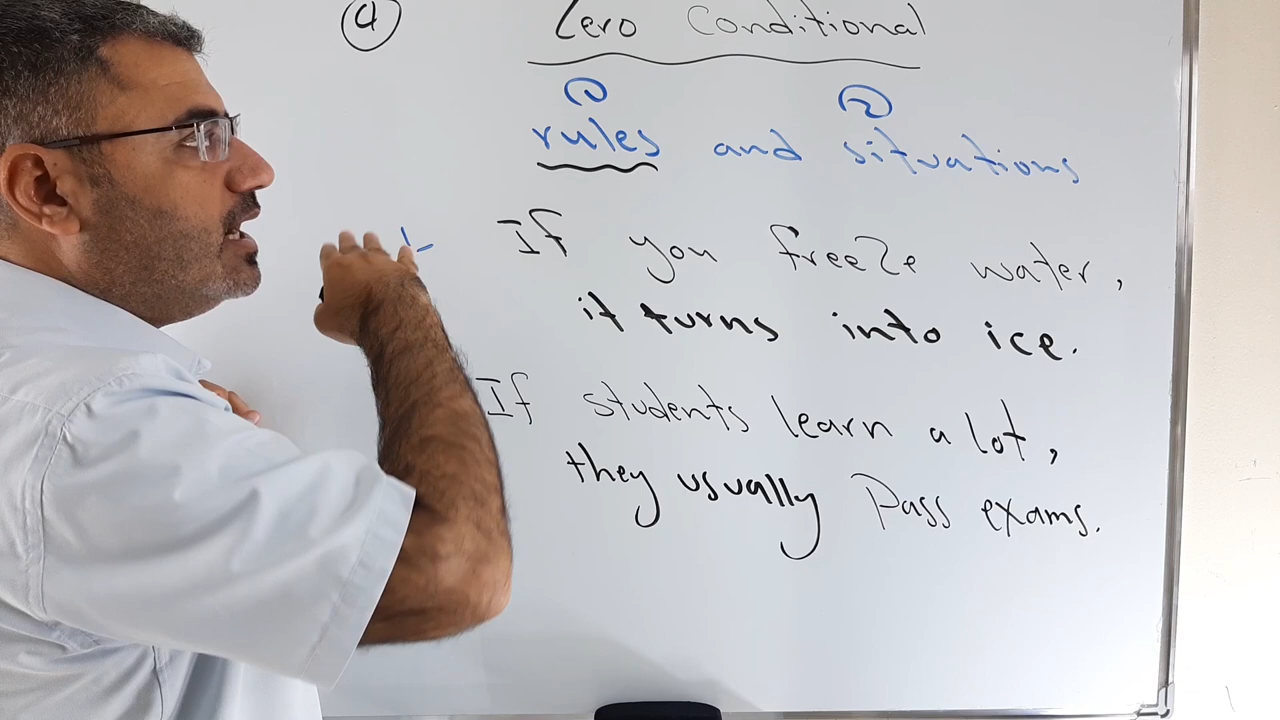 Zero Conditional
① ②
rules and situations
If you freeze water,
it turns into ice.
If students learn a lot,
they usually Pass exams.